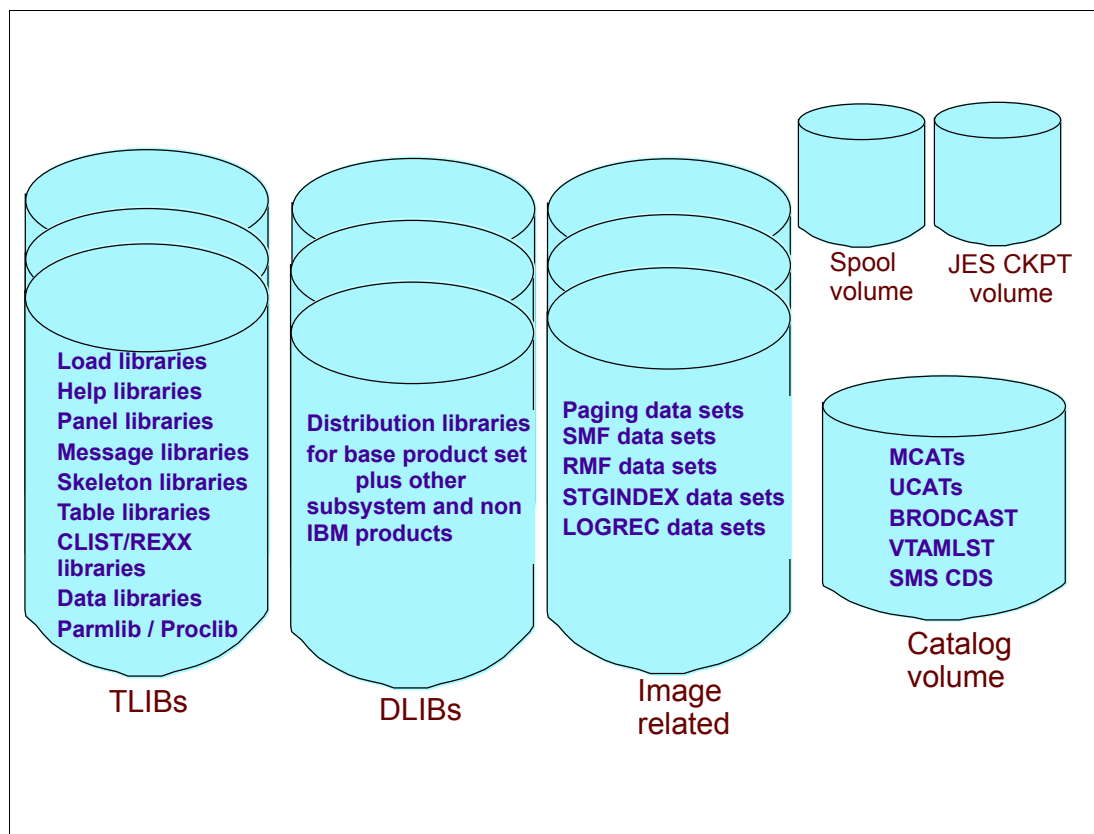 Load libraries
Help libraries
Panel libraries
Message libraries
Skeleton libraries
Table libraries
CLIST/REXX
libraries
Data libraries
Parmlib / Proclib
TLIBs
Distribution libraries
for base product set
plus other
subsystem and non
IBM products
DLIBs
Paging data sets
SMF data sets
RMF data sets
STGINDEX data sets
LOGREC data sets
Image
related
Spool
volume
JES CKPT
volume
MCATs
UCATs
BRODCAST
VTAMLST
SMS CDS
Catalog
volume